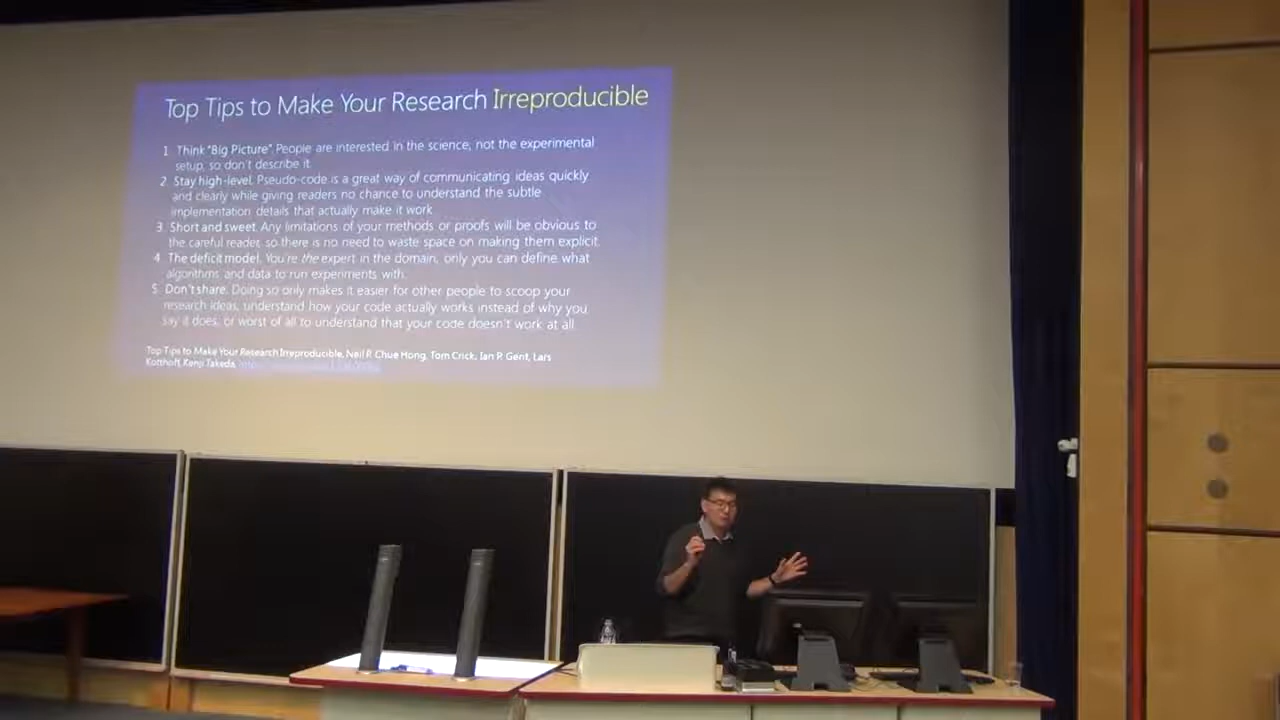 Top Tips to Make Your Research Irreproducible
1. Think "Big Picture". People are interested in the science, not the experimental
setup, so don't describe it.
2. Stay high-level. Pseudo-code is a great way of communicating ideas quickly
and clearly while giving readers no chance to understand the subtle
implementation details that actually make it work.
3. Short and sweet. Any limitations of your methods or proofs will be obvious to
the careful reader, so there is no need to waste space on making them explicit.
4. The deficit model. You're the expert in the domain, only you can define what
algorithms and data to run experiments with.
5. Don't share. Doing so only makes it easier for other people to scoop your
research ideas, understand how your code actually works instead of why you
say it does, or worst of all to understand that your code doesn't work at all.
Top Tips to Make Your Research Irreproducible, Neil P. Chue Hong, Tom Crick, Ian P. Gent, Lars
Kotthoff, Kenji Takeda,